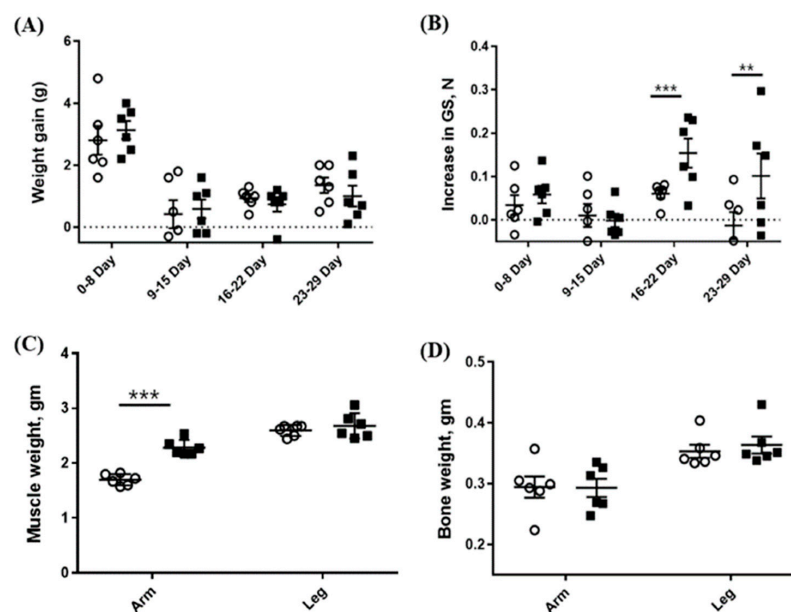 (A)
Weight gain (g)
6
4
2
0
0-8 Day
9-15 Day
16-22 Day
23-29 Day
(B)
Increase in GS, N
0.4
0.3
0.2
0.1
0.0
***
**
0-8 Day
9-15 Day
16-22 Day
23-29 Day
(C)
Muscle weight, gm
4
3
2
1
0
***
Arm
Leg
(D)
Bone weight, gm
0.5
0.4
0.3
0.2
Arm
Leg